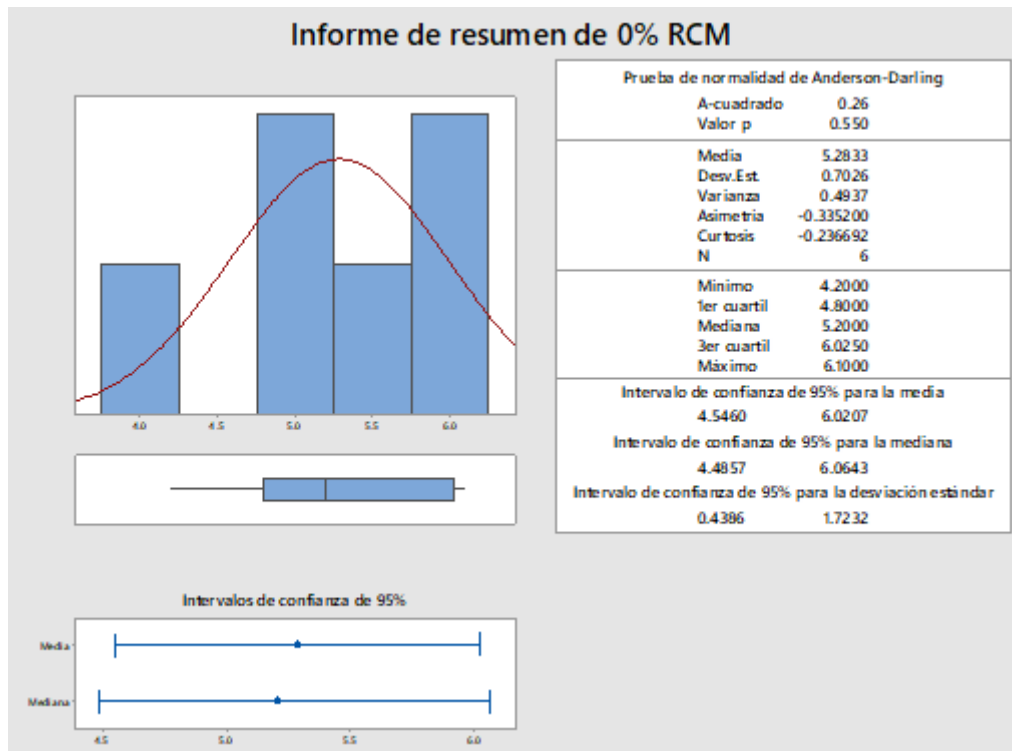 Informe de resumen de 0% RCM
4.0 4.5 5.0 5.5 6.0
Intervalos de confianza de 95%
Media
Mediana
4.5 5.0 5.5 6.0
Prueba de normalidad de Anderson-Darling
A-cuadrado 0.26
Valor p 0.550
Media 5.2833
Desv.Est. 0.7026
Varianza 0.4937
Asimetría -0.335200
Curtosis -0.236692
N 6
Mínimo 4.2000
1er cuartil 4.8000
Mediana 5.2000
3er cuartil 6.0250
Máximo 6.1000
Intervalo de confianza de 95% para la media
4.5460 6.0207
Intervalo de confianza de 95% para la mediana
4.4857 6.0643
Intervalo de confianza de 95% para la desviación estándar
0.4386 1.7232